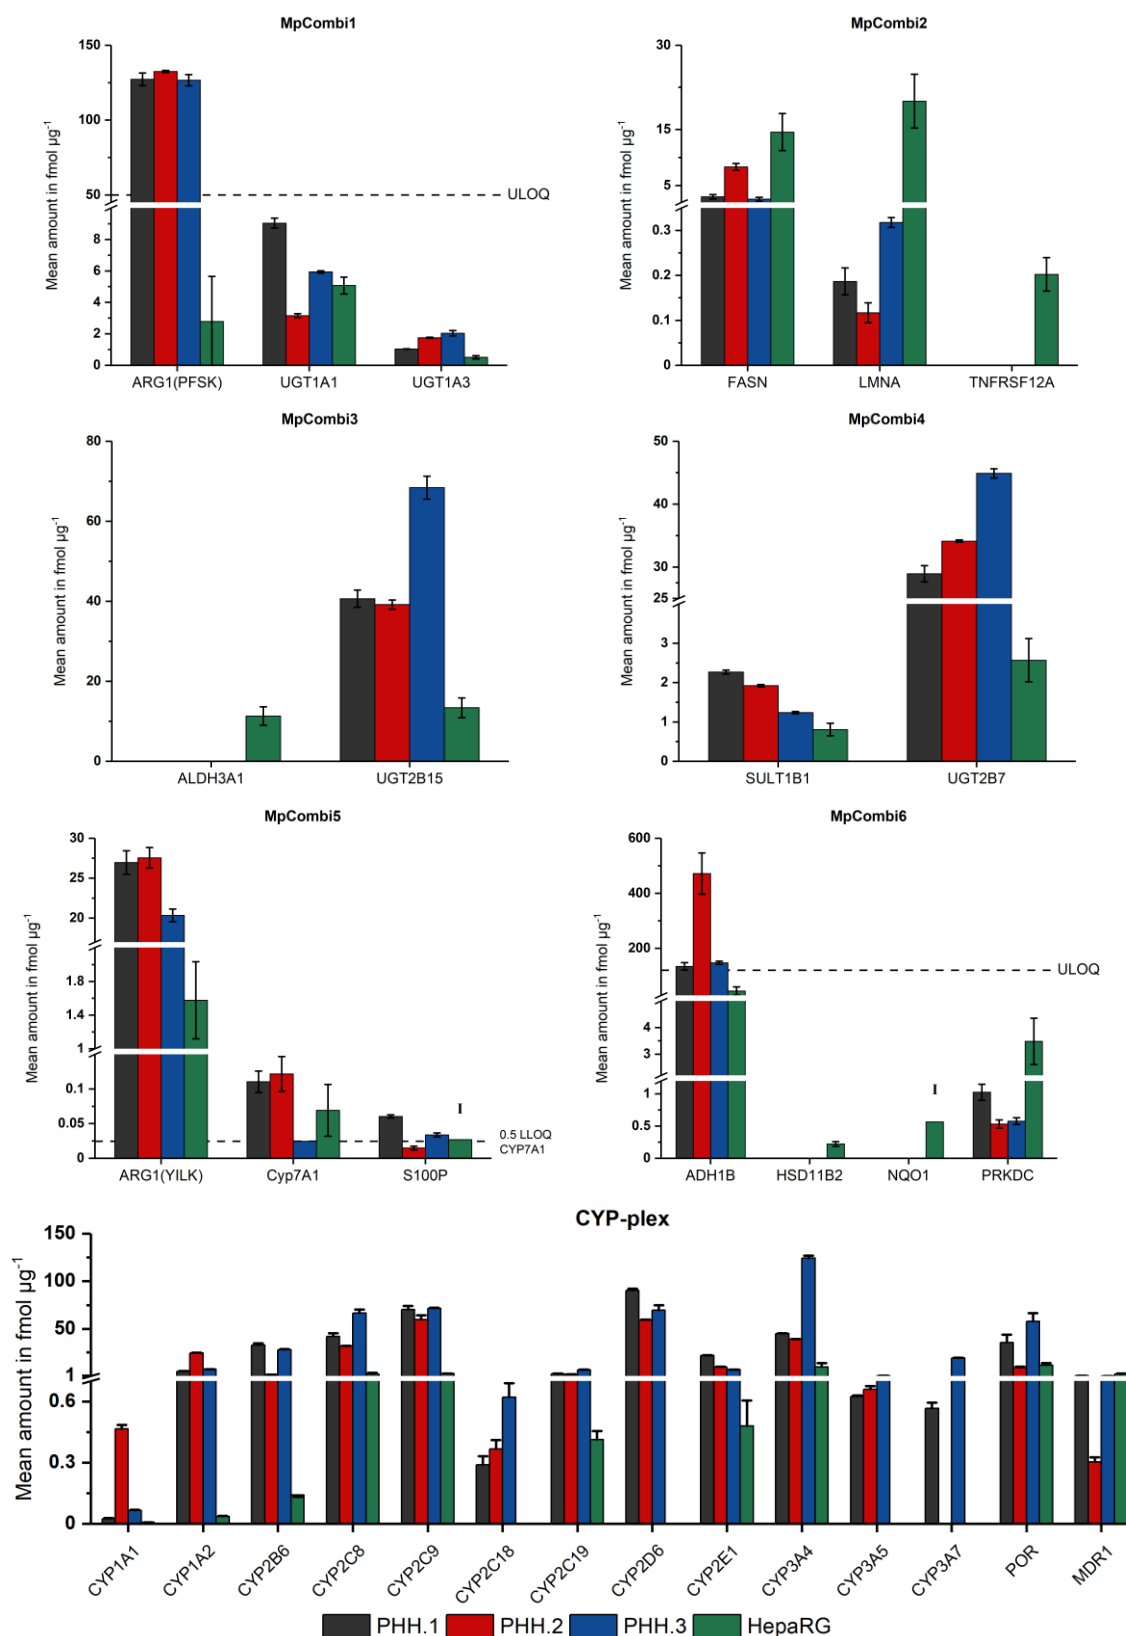 MpCombi1
Mean amount in fmol µg⁻¹
150
100
50
8
6
4
2
0
ULOQ
ARG1(PFSK)
UGT1A1
UGT1A3
MpCombi2
Mean amount in fmol µg⁻¹
30
15
5
0.3
0.2
0.1
0
FASN
LMNA
TNFRSF12A
MpCombi3
Mean amount in fmol µg⁻¹
80
60
40
20
0
ALDH3A1
UGT2B15
MpCombi4
Mean amount in fmol µg⁻¹
50
40
30
25
3
2
1
0
SULT1B1
UGT2B7
MpCombi5
Mean amount in fmol µg⁻¹
30
25
20
1.8
1.4
1
0.1
0.05
0
0.5 LLOQ
CYP7A1
ARG1(YILK)
Cyp7A1
S100P
MpCombi6
Mean amount in fmol µg⁻¹
600
400
200
4
3
1
0.5
0
ULOQ
ADH1B
HSD11B2
NQO1
PRKDC
CYP-plex
Mean amount in fmol µg⁻¹
150
100
50
1
0.6
0.3
0
CYP1A1
CYP1A2
CYP2B6
CYP2C8
CYP2C9
CYP2C18
CYP2C19
CYP2D6
CYP2E1
CYP3A4
CYP3A5
CYP3A7
POR
MDR1
PHH.1 PHH.2 PHH.3 HepaRG